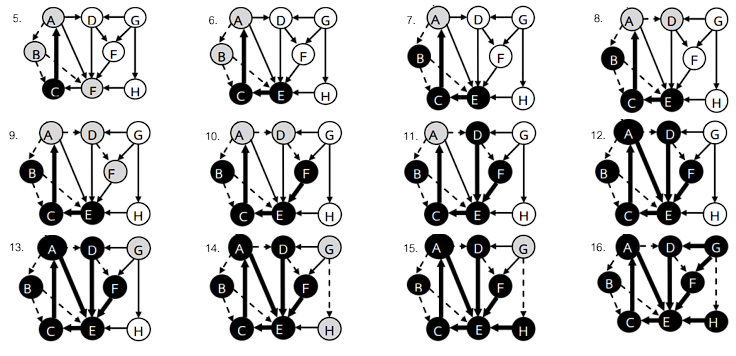 5. A D G
B F
C F H
6. A D G
B F
C E H
7. A D G
B F
C E H
8. A D G
B F
C E H
9. A D G
B F
C E H
10. A D G
B F
C E H
11. A D G
B F
C E H
12. A D G
B F
C E H
13. A D G
B F
C E H
14. A D G
B F
C E H
15. A D G
B F
C E H
16. A D G
B F
C E H